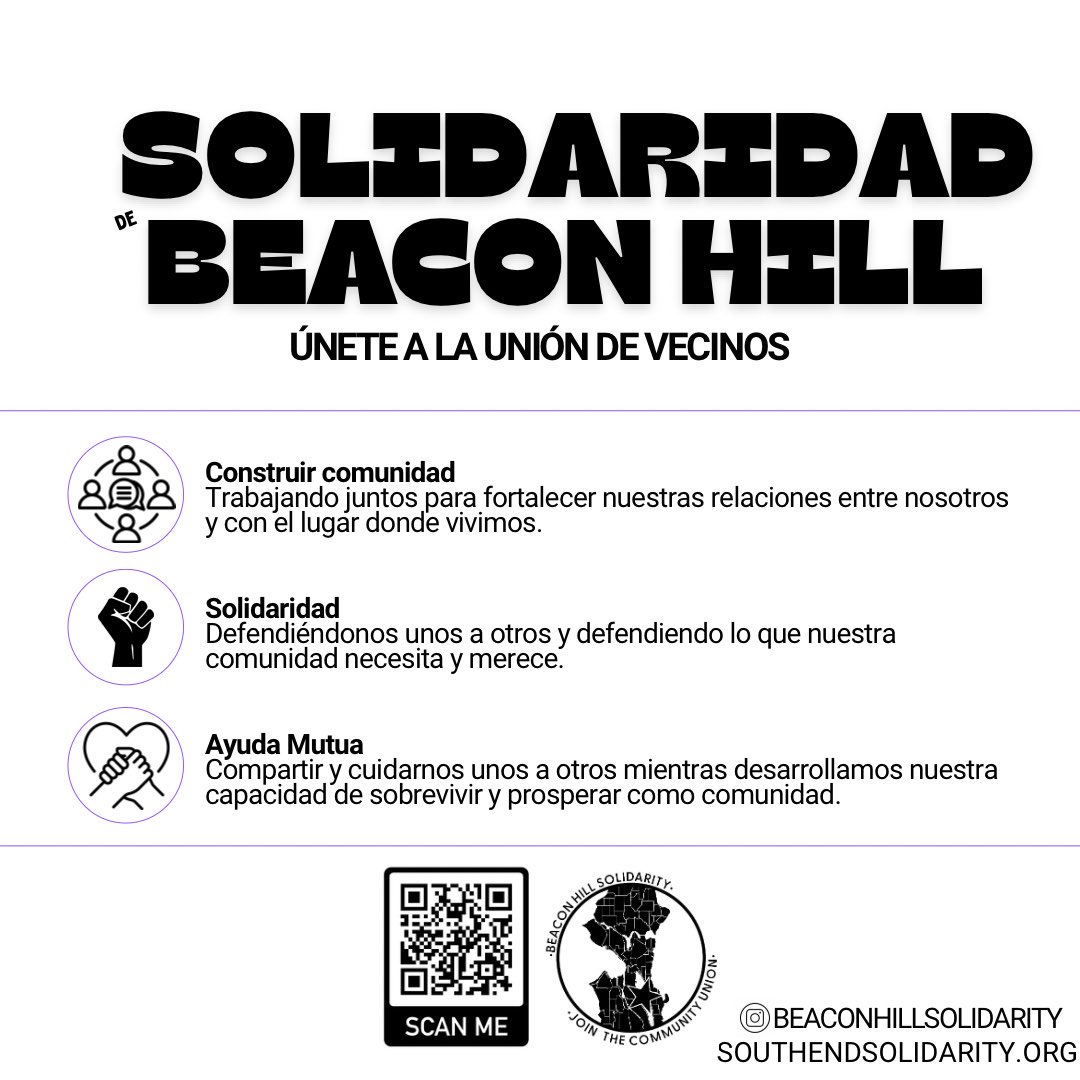 SOLIDARIDAD
DE
BEACON HILL
ÚNETE A LA UNIÓN DE VECINOS
Construir comunidad
Trabajando juntos para fortalecer nuestras relaciones entre nosotros
y con el lugar donde vivimos.
Solidaridad
Defendiéndonos unos a otros y defendiendo lo que nuestra
comunidad necesita y merece.
Ayuda Mutua
Compartir y cuidarnos unos a otros mientras desarrollamos nuestra
capacidad de sobrevivir y prosperar como comunidad.
SCAN ME
·BEACON HILL SOLIDARITY·
·JOIN THE COMMUNITY UNION·
BEACONHILLSOLIDARITY
SOUTHENDSOLIDARITY.ORG